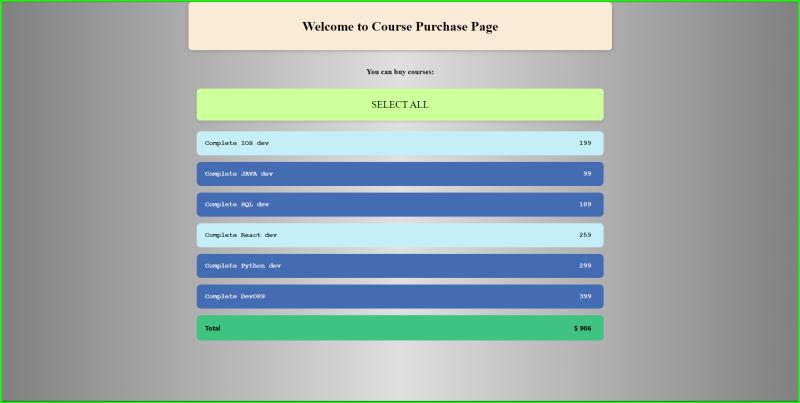 Welcome to Course Purchase Page
You can buy courses:
SELECT ALL
Complete IOS dev 199
Complete JAVA dev 99
Complete SQL dev 109
Complete React dev 259
Complete Python dev 299
Complete DevOPS 399
Total $ 906